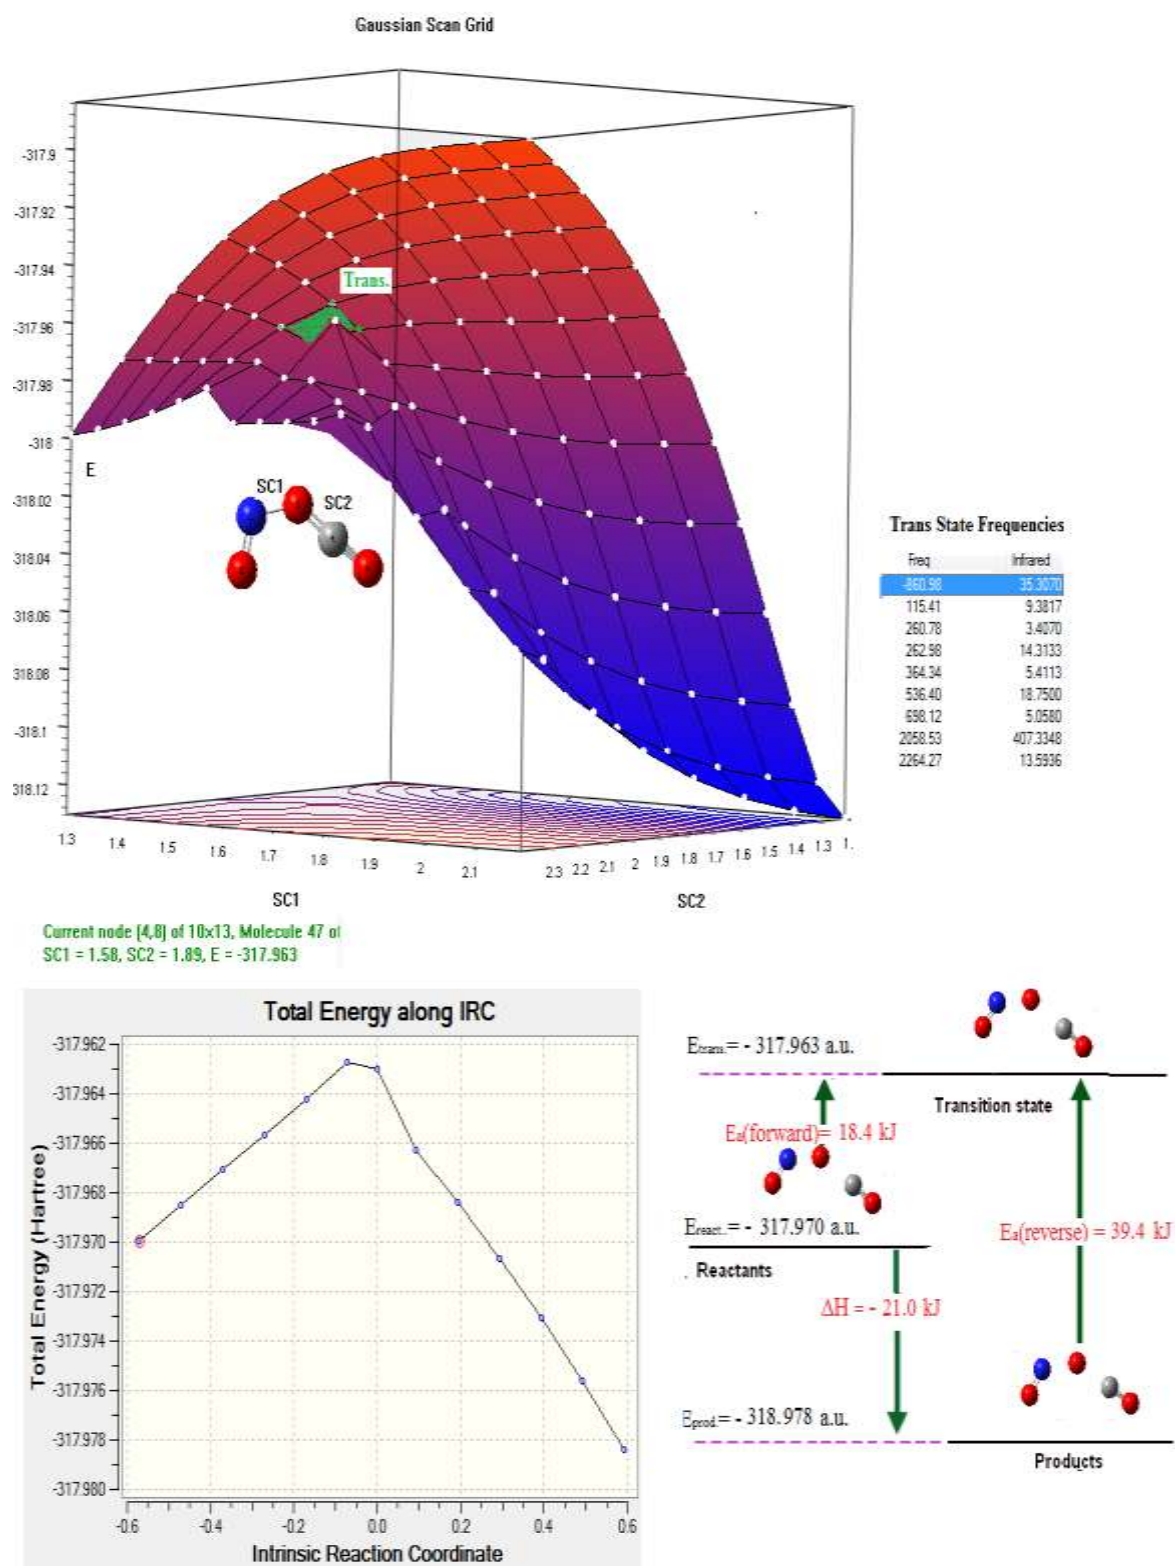 Gaussian Scan Grid
-317.9
-317.92
-317.94
-317.96
-317.98
-318
318.02
318.04
318.06
318.08
-318.1
318.12
Trans.
E
SC1
SC2
1.3 1.4 1.5 1.6 1.7 1.8 1.9 2 2.1
2.3 2.2 2.1 2 1.9 1.8 1.7 1.6 1.5 1.4 1.3 1.
SC1
SC2
Trans State Frequencies
Freq Infrared
-860.98 35.3070
115.41 9.3817
260.78 3.4070
262.98 14.3133
364.34 5.4113
536.40 18.7500
698.12 5.0580
2058.53 407.3348
2264.27 13.5936
Current node (4,8) of 10x13, Molecule 47 of
SC1 = 1.58, SC2 = 1.89, E = -317.963
Total Energy along IRC
Total Energy (Hartree)
-317.962
-317.964
-317.966
-317.968
-317.970
-317.972
-317.974
-317.976
-317.978
-317.980
-0.6 -0.4 -0.2 0.0 0.2 0.4 0.6
Intrinsic Reaction Coordinate
Etrans.= - 317.963 a.u.
Transition state
Ea(forward)= 18.4 kJ
Ereact..= - 317.970 a.u.
Ea(reverse) = 39.4 kJ
. Reactants
ΔH = - 21.0 kJ
Eprod= - 318.978 a.u.
Products